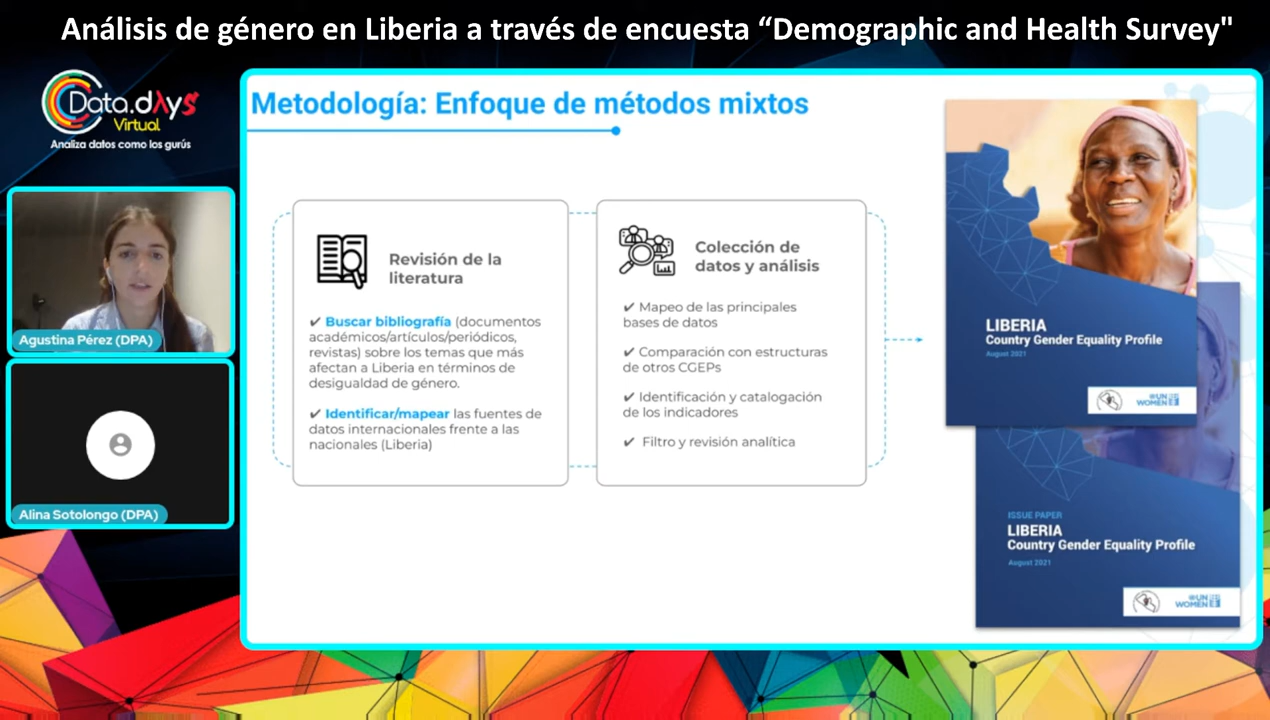 Análisis de género en Liberia a través de encuesta “Demographic and Health Survey"
Data.dAys
Virtual
Analiza datos como los gurús
Agustina Pérez (DPA)
Alina Sotolongo (DPA)
Metodología: Enfoque de métodos mixtos
Revisión de la
literatura
✔ Buscar bibliografía (documentos
académicos/artículos/periódicos,
revistas) sobre los temas que más
afectan a Liberia en términos de
desigualdad de género.
✔ Identificar/mapear las fuentes de
datos internacionales frente a las
nacionales (Liberia)
Colección de
datos y análisis
✔ Mapeo de las principales
bases de datos
✔ Comparación con estructuras
de otros CGEPs
✔ Identificación y catalogación
de los indicadores
✔ Filtro y revisión analítica
LIBERIA
Country Gender Equality Profile
August 2021
UN
WOMEN
ISSUE PAPER
LIBERIA
Country Gender Equality Profile
August 2021
UN
WOMEN